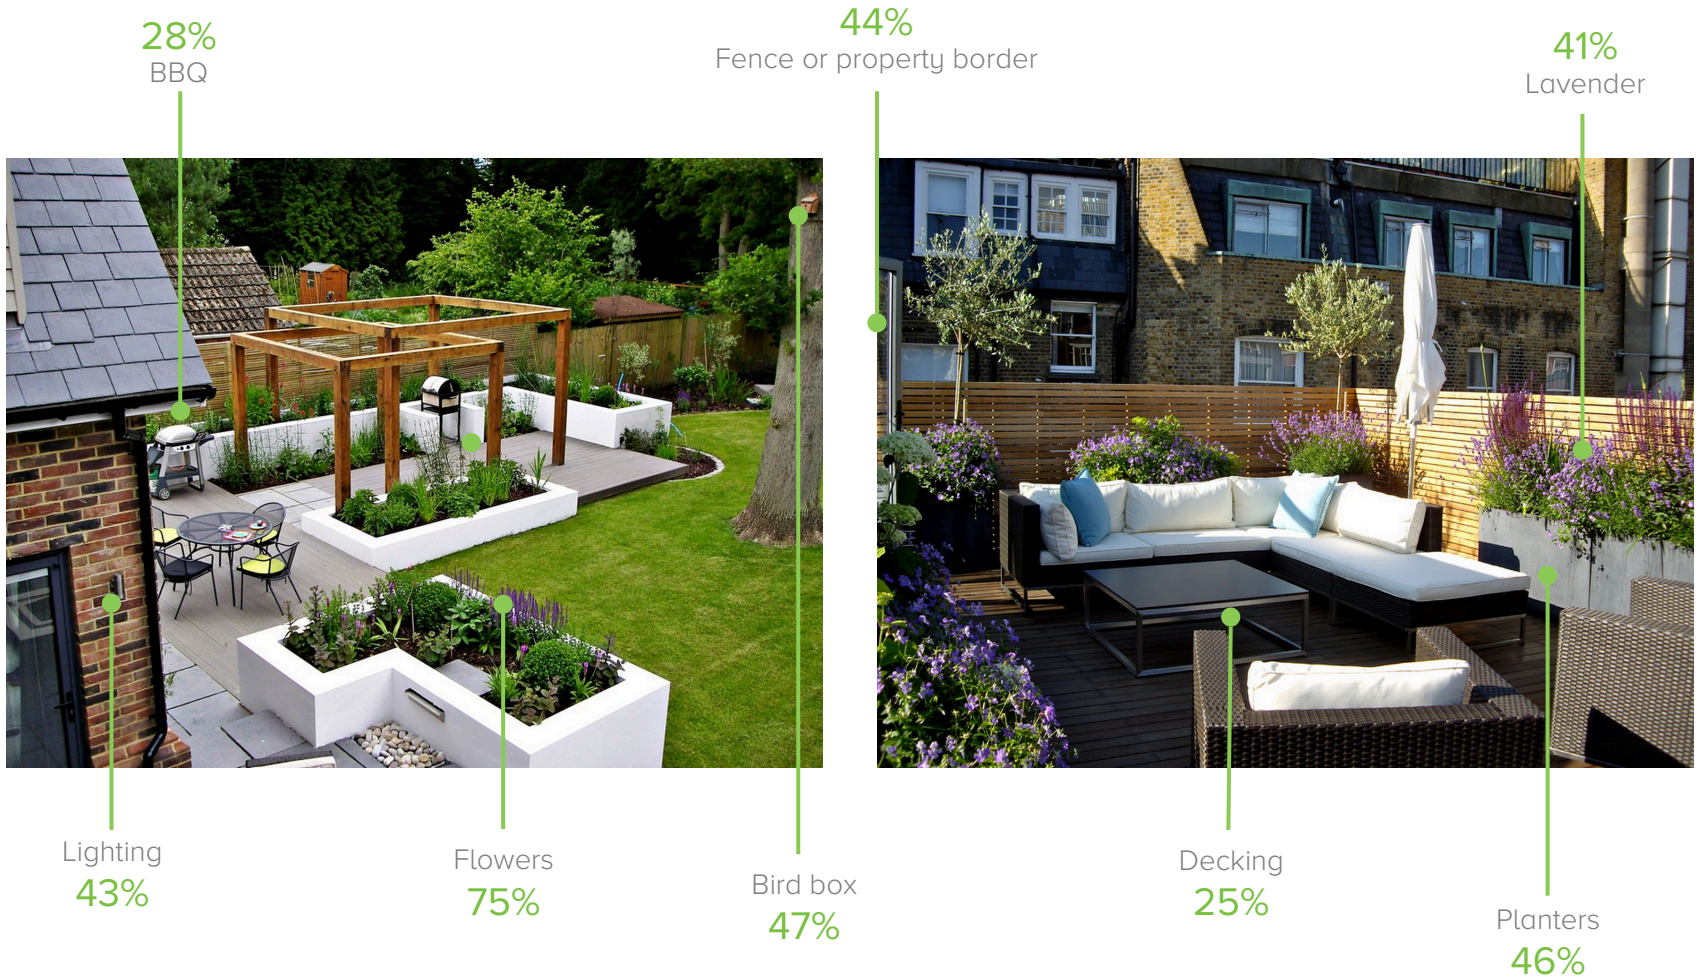 28%
BBQ
44%
Fence or property border
41%
Lavender
Lighting
43%
Flowers
75%
Bird box
47%
Decking
25%
Planters
46%